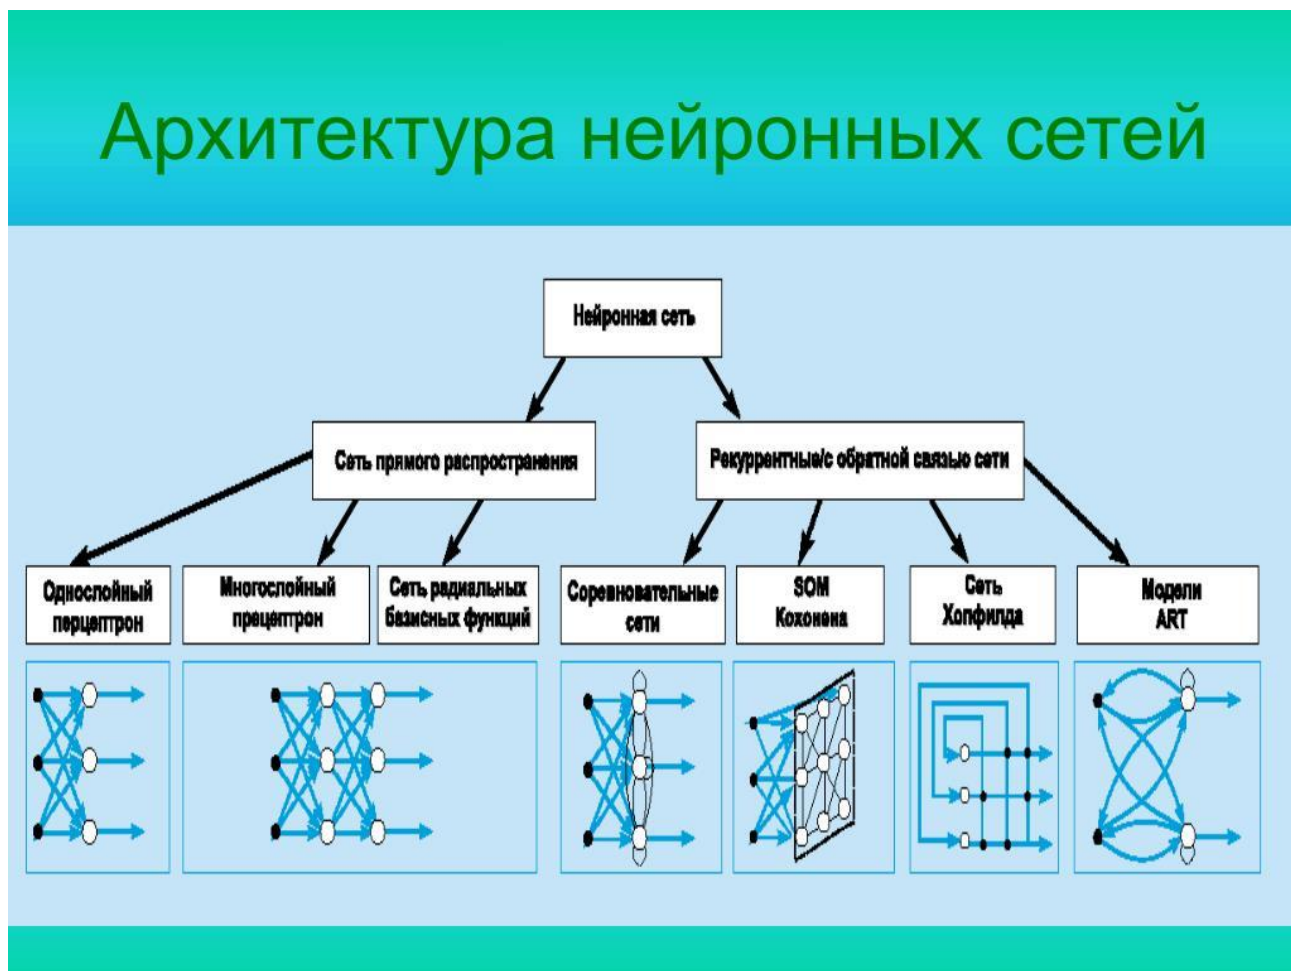 Архитектура нейронных сетей
Нейронная сеть
Сеть прямого распространения
Рекуррентные/с обратной связью сети
Однослойный
перцептрон
Многослойный
прецептрон
Сеть радиальных
базисных функций
Соревновательные
сети
SOM
Кохонена
Сеть
Хопфилда
Модели
ART